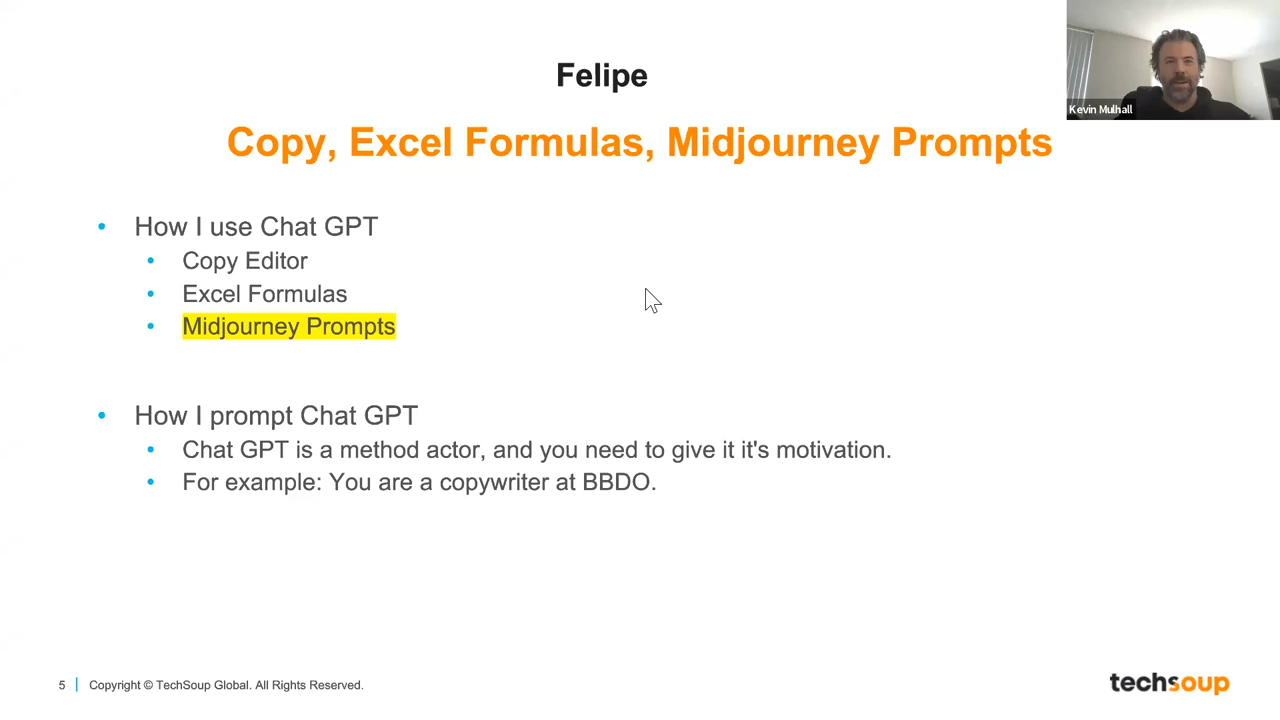 Felipe
Copy, Excel Formulas, Midjourney Prompts
Kevin Mulhall
• How I use Chat GPT
• Copy Editor
• Excel Formulas
• Midjourney Prompts
• How I prompt Chat GPT
• Chat GPT is a method actor, and you need to give it it's motivation.
• For example: You are a copywriter at BBDO.
5 | Copyright © TechSoup Global. All Rights Reserved.
techsoup